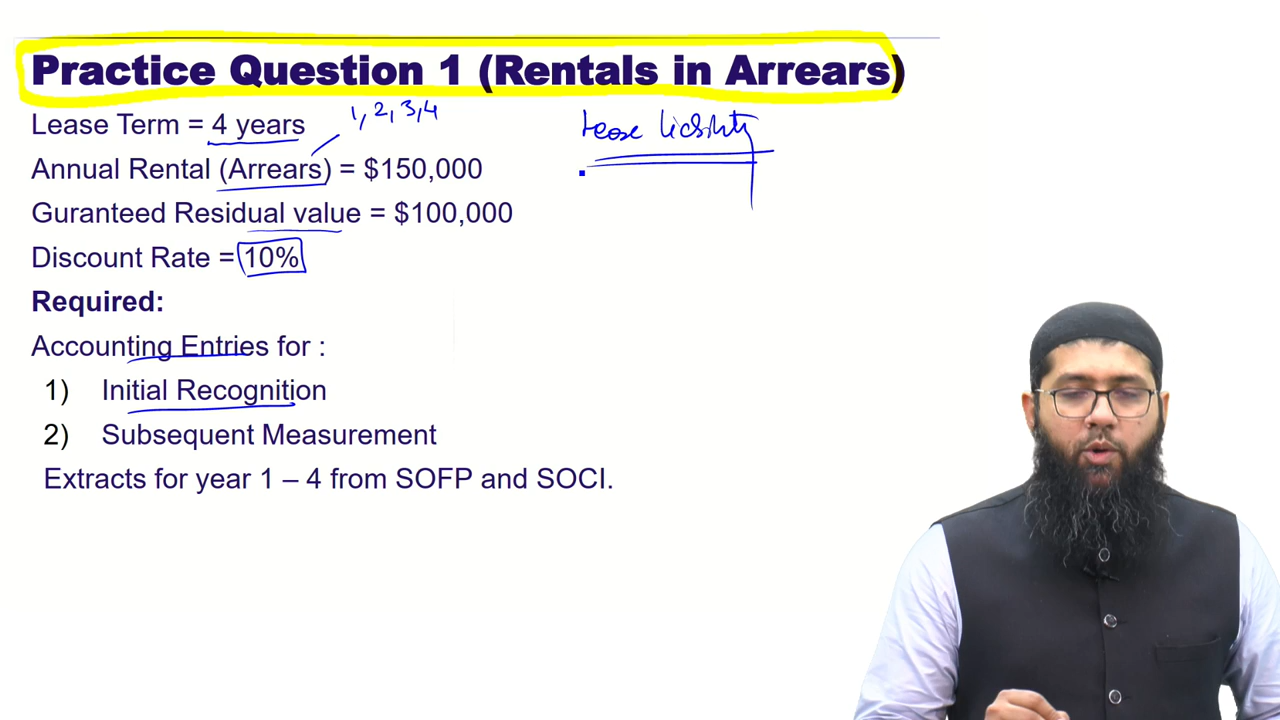 Practice Question 1 (Rentals in Arrears)
1, 2, 3, 4
Lease Term = 4 years
Lease liability
Annual Rental (Arrears) = $150,000
Guranteed Residual value = $100,000
Discount Rate = 10%
Required:
Accounting Entries for :
1) Initial Recognition
2) Subsequent Measurement
Extracts for year 1 – 4 from SOFP and SOCI.